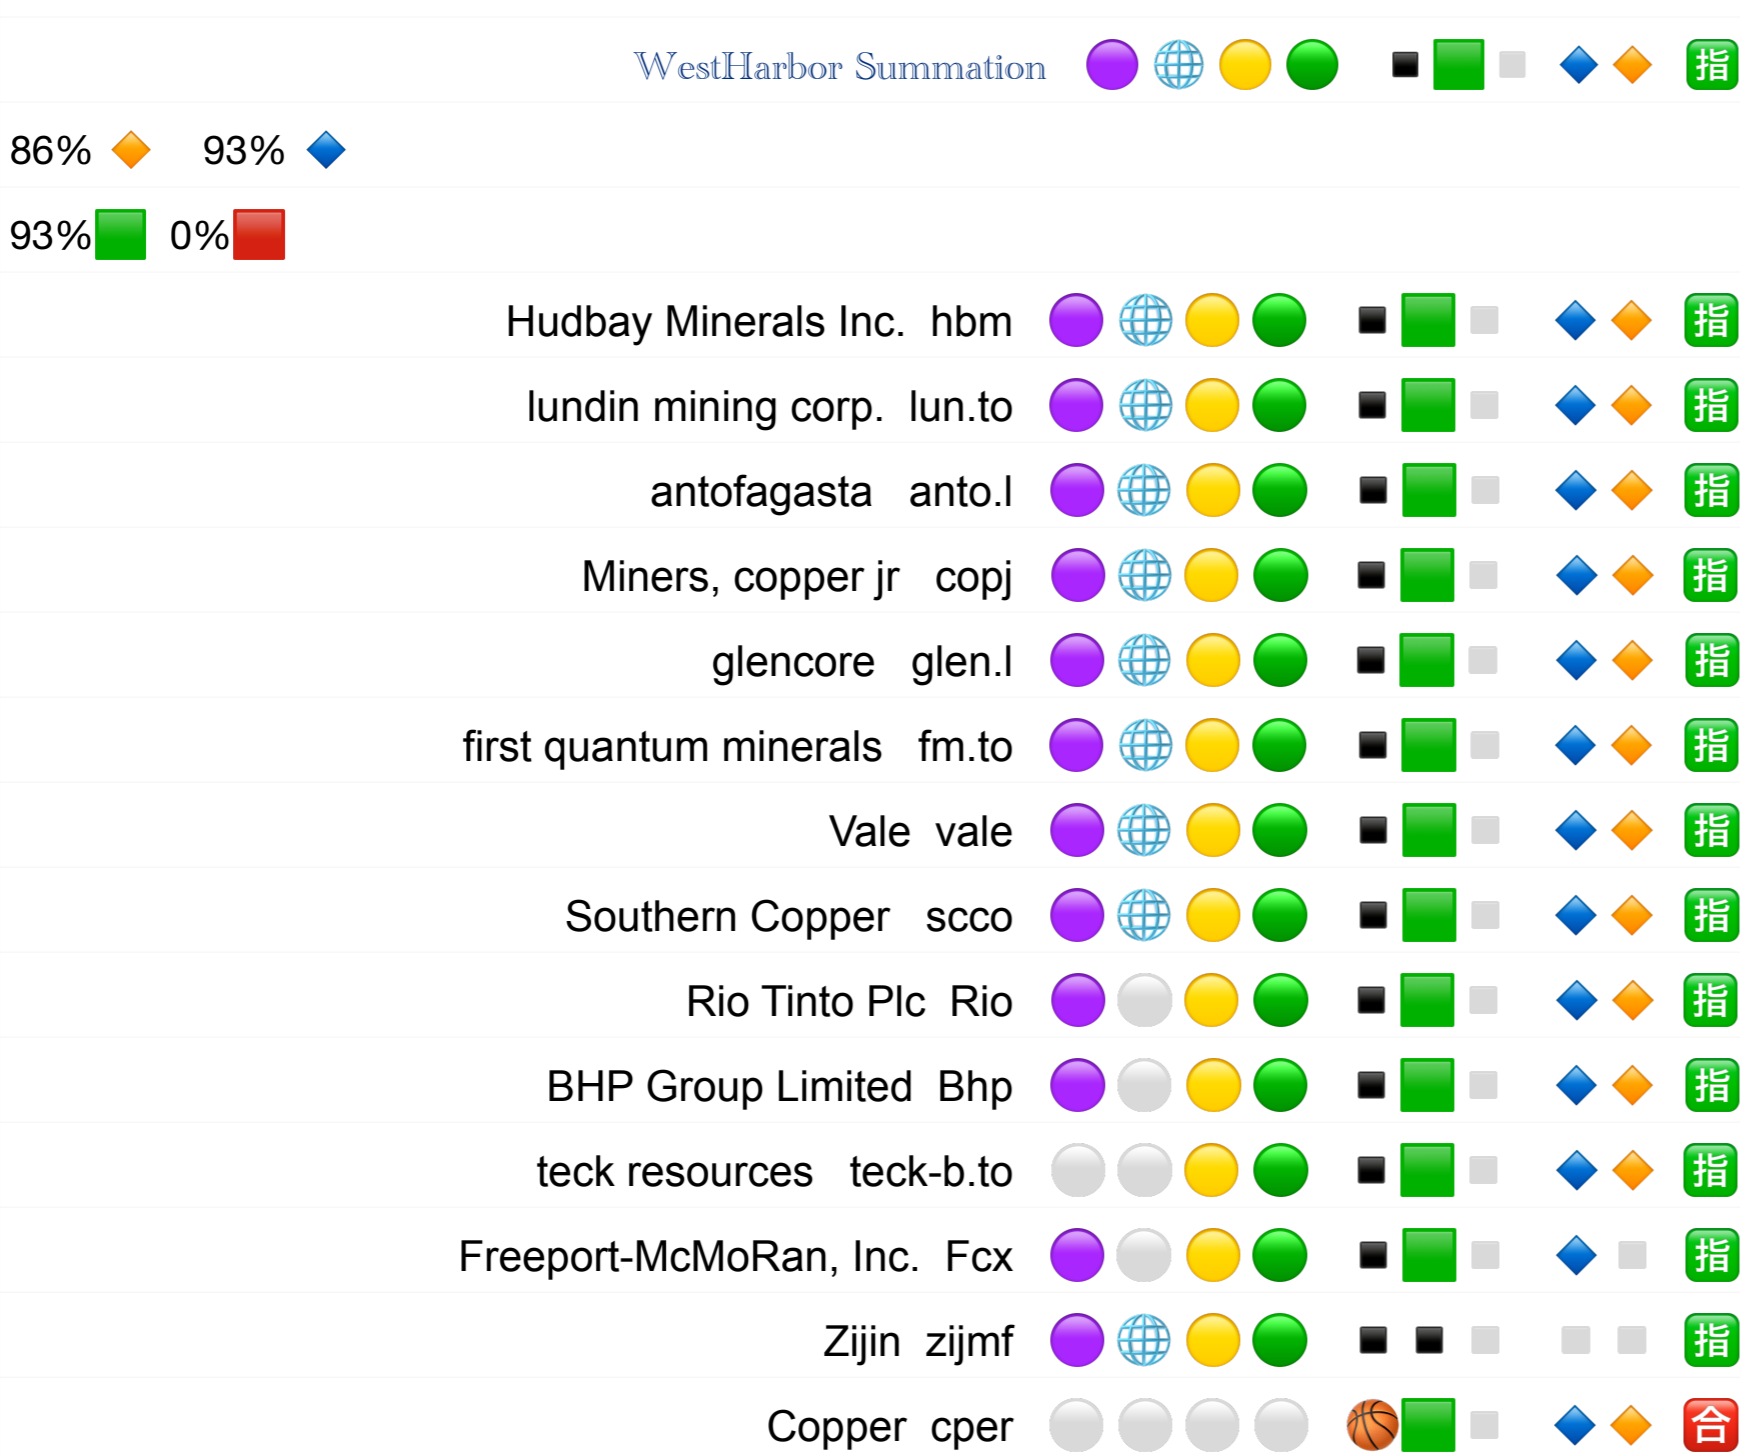 WestHarbor Summation 指
86% 93%
93% 0%
Hudbay Minerals Inc. hbm 指
lundin mining corp. lun.to 指
antofagasta anto.l 指
Miners, copper jr copj 指
glencore glen.l 指
first quantum minerals fm.to 指
Vale vale 指
Southern Copper scco 指
Rio Tinto Plc Rio 指
BHP Group Limited Bhp 指
teck resources teck-b.to 指
Freeport-McMoRan, Inc. Fcx 指
Zijin zijmf 指
Copper cper 合